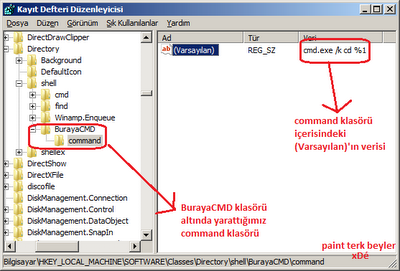 Kayıt Defteri Düzenleyicisi
Dosya Düzen Görünüm Sık Kullanılanlar Yardım
DirectDrawClipper
Directory
Background
DefaultIcon
shell
cmd
find
Winamp.Enqueue
BurayaCMD
command
shellex
DirectShow
DirectXFile
discofile
DiskManagement.Connection
DiskManagement.Control
DiskManagement.DataObject
DiskManagement.SnapIn
Ad Tür Veri
ab (Varsayılan) REG_SZ cmd.exe /k cd %1
command klasörü
içerisindeki
(Varsayılan)'ın verisi
BurayaCMD klasörü
altında yarattığımız
command klasörü
paint terk beyler
xDé
Bilgisayar\HKEY_LOCAL_MACHINE\SOFTWARE\Classes\Directory\shell\BurayaCMD\command